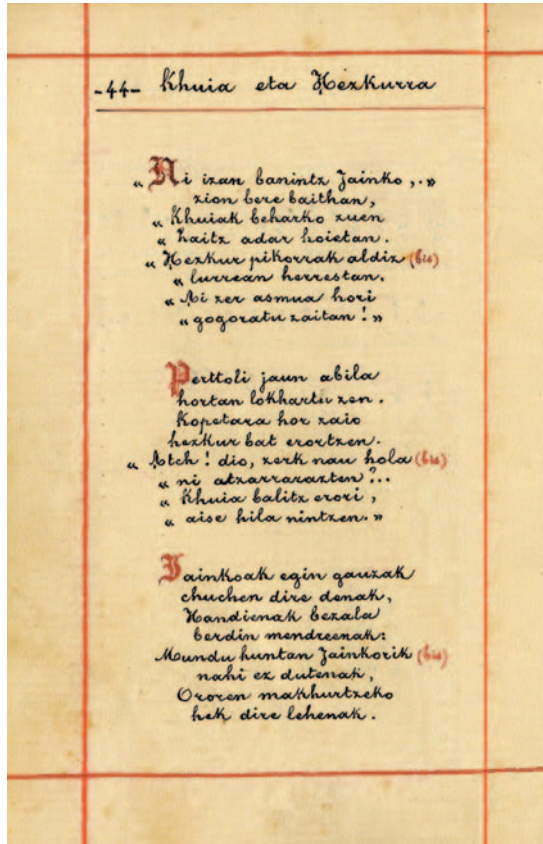 -44- Khuia eta Hezkurra
« Ni izan banintz Jainko,.»
zion bere baithan,
« Khuiak beharko zuen
« haitz adar hoietan.
« Hezkur pikorrak aldiz (bis)
« lurrean herrestan.
« Ai zer asmua hori
« gogoratu zaitan ! »
Perttoli jaun abila
hortan lokhartu zen.
Kopetara hor zaio
hezkur bat erortzen.
« Atch ! dio, zerk nau hola (bis)
« ni atzarrarazten ?..
« Khuia balitz erori,
« aise hila nintzen. »
Jainkoak egin gauzak
chuchen dire denak,
Handienak bezala
berdin mendreenak:
Mundu huntan Jainkorik (bis)
nahi ez dutenak,
Ororen makhurtzeko
hek dire lehenak.